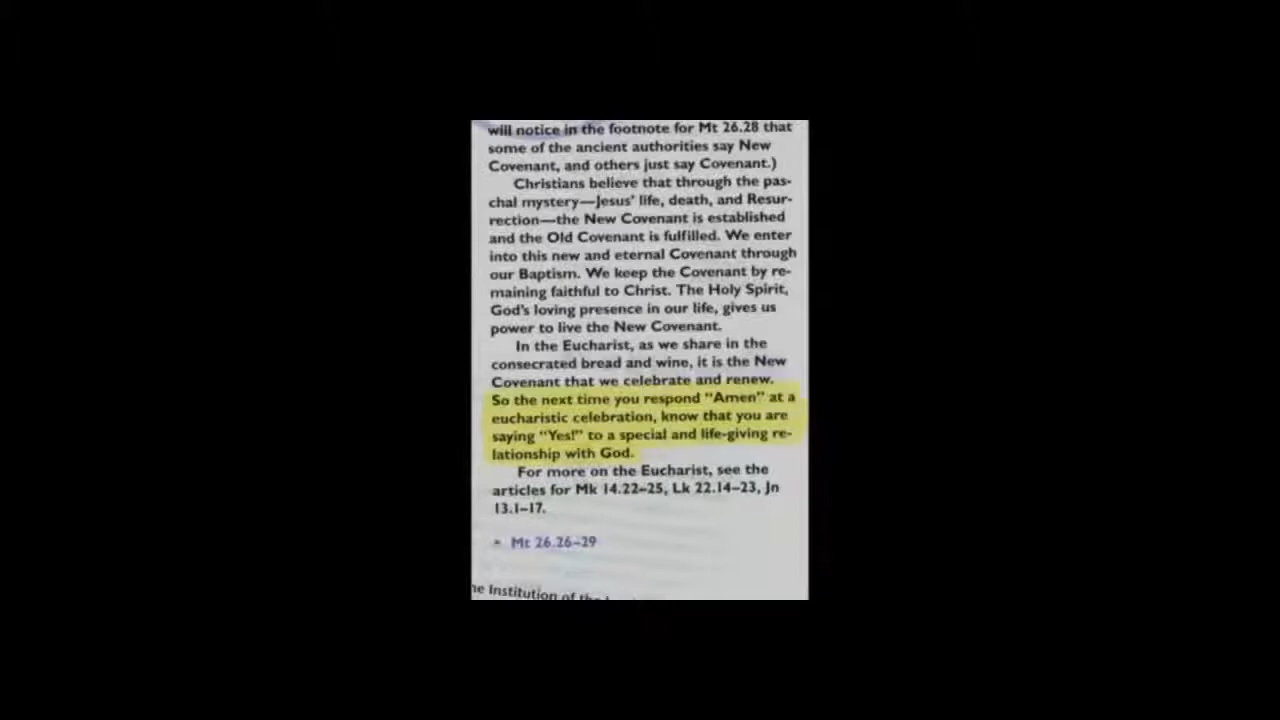 will notice in the footnote for Mt 26.28 that
some of the ancient authorities say New
Covenant, and others just say Covenant.)
Christians believe that through the pas-
chal mystery—Jesus' life, death, and Resur-
rection—the New Covenant is established
and the Old Covenant is fulfilled. We enter
into this new and eternal Covenant through
our Baptism. We keep the Covenant by re-
maining faithful to Christ. The Holy Spirit,
God's loving presence in our life, gives us
power to live the New Covenant.
In the Eucharist, as we share in the
consecrated bread and wine, it is the New
Covenant that we celebrate and renew.
So the next time you respond "Amen" at a
eucharistic celebration, know that you are
saying "Yes!" to a special and life-giving re-
lationship with God.
For more on the Eucharist, see the
articles for Mk 14.22–25, Lk 22.14–23, Jn
13.1–17.
Mt 26.26–29
Institution of